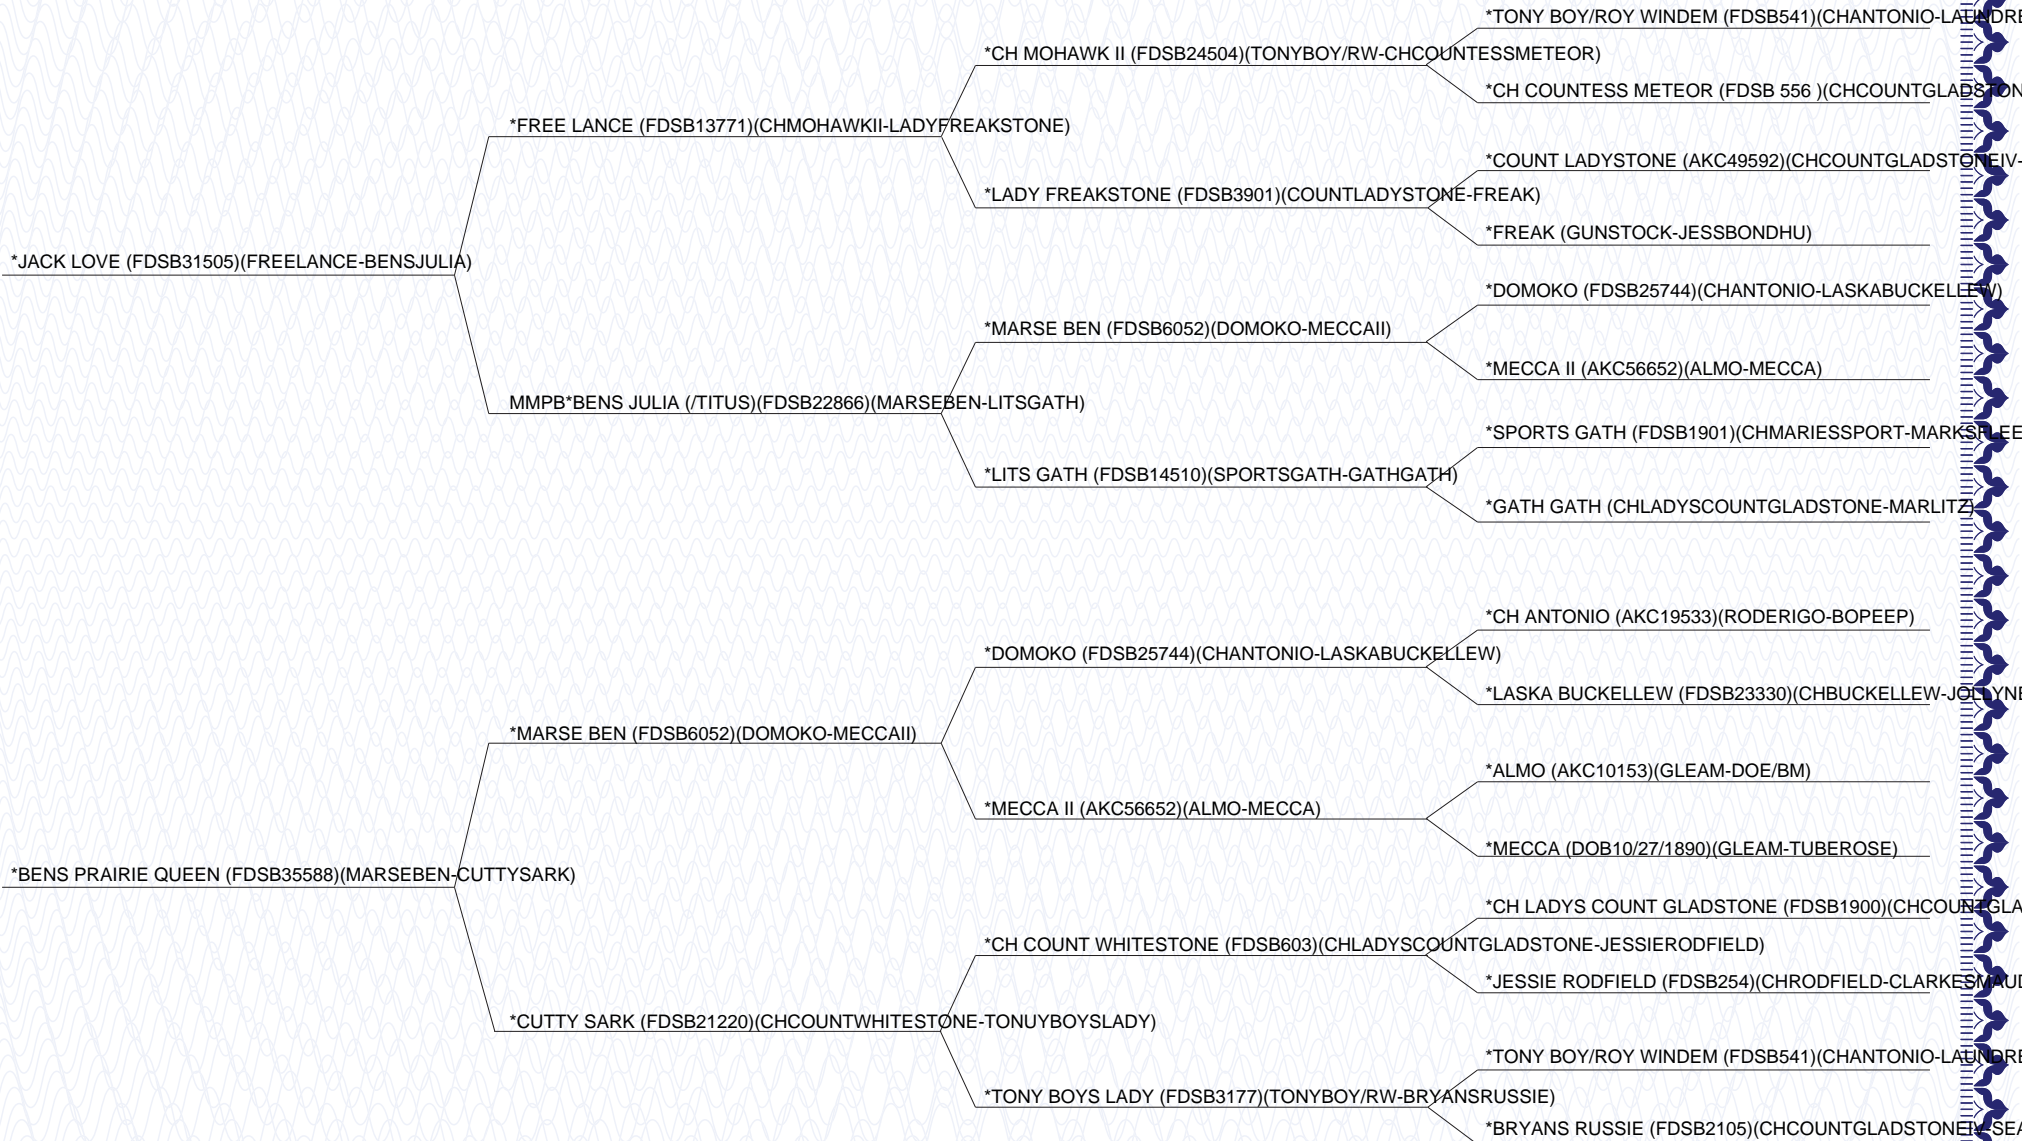 *TONY BOY/ROY WINDEM (FDSB541)(CHANTONIO-LAUNDRE
*CH MOHAWK II (FDSB24504)(TONYBOY/RW-CHCOUNTESSMETEOR)
*CH COUNTESS METEOR (FDSB 556 )(CHCOUNTGLADSTON
*FREE LANCE (FDSB13771)(CHMOHAWKII-LADYFREAKSTONE)
*COUNT LADYSTONE (AKC49592)(CHCOUNTGLADSTONEIV-
*LADY FREAKSTONE (FDSB3901)(COUNTLADYSTONE-FREAK)
*FREAK (GUNSTOCK-JESSBONDHU)
*JACK LOVE (FDSB31505)(FREELANCE-BENSJULIA)
*DOMOKO (FDSB25744)(CHANTONIO-LASKABUCKELLEW)
*MARSE BEN (FDSB6052)(DOMOKO-MECCAII)
*MECCA II (AKC56652)(ALMO-MECCA)
MMPB*BENS JULIA (/TITUS)(FDSB22866)(MARSEBEN-LITSGATH)
*SPORTS GATH (FDSB1901)(CHMARIESSPORT-MARKSFLEE
*LITS GATH (FDSB14510)(SPORTSGATH-GATHGATH)
*GATH GATH (CHLADYSCOUNTGLADSTONE-MARLITZ)
*CH ANTONIO (AKC19533)(RODERIGO-BOPEEP)
*DOMOKO (FDSB25744)(CHANTONIO-LASKABUCKELLEW)
*LASKA BUCKELLEW (FDSB23330)(CHBUCKELLEW-JOLLYNE
*MARSE BEN (FDSB6052)(DOMOKO-MECCAII)
*ALMO (AKC10153)(GLEAM-DOE/BM)
*MECCA II (AKC56652)(ALMO-MECCA)
*MECCA (DOB10/27/1890)(GLEAM-TUBEROSE)
*BENS PRAIRIE QUEEN (FDSB35588)(MARSEBEN-CUTTYSARK)
*CH LADYS COUNT GLADSTONE (FDSB1900)(CHCOUNTGLA
*CH COUNT WHITESTONE (FDSB603)(CHLADYSCOUNTGLADSTONE-JESSIERODFIELD)
*JESSIE RODFIELD (FDSB254)(CHRODFIELD-CLARKESMAUD
*CUTTY SARK (FDSB21220)(CHCOUNTWHITESTONE-TONUYBOYSLADY)
*TONY BOY/ROY WINDEM (FDSB541)(CHANTONIO-LAUNDRE
*TONY BOYS LADY (FDSB3177)(TONYBOY/RW-BRYANSRUSSIE)
*BRYANS RUSSIE (FDSB2105)(CHCOUNTGLADSTONEIV-SEA